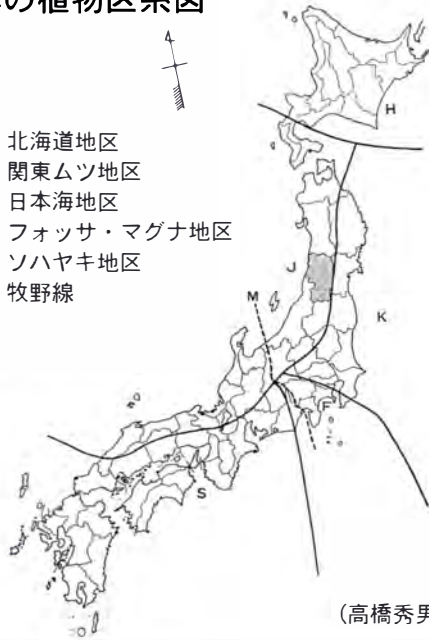 の植物区系図
北海道地区
関東ムツ地区
日本海地区
フォッサ・マグナ地区
ソハヤキ地区
牧野線
H
J
M
K
F
S
(高橋秀男